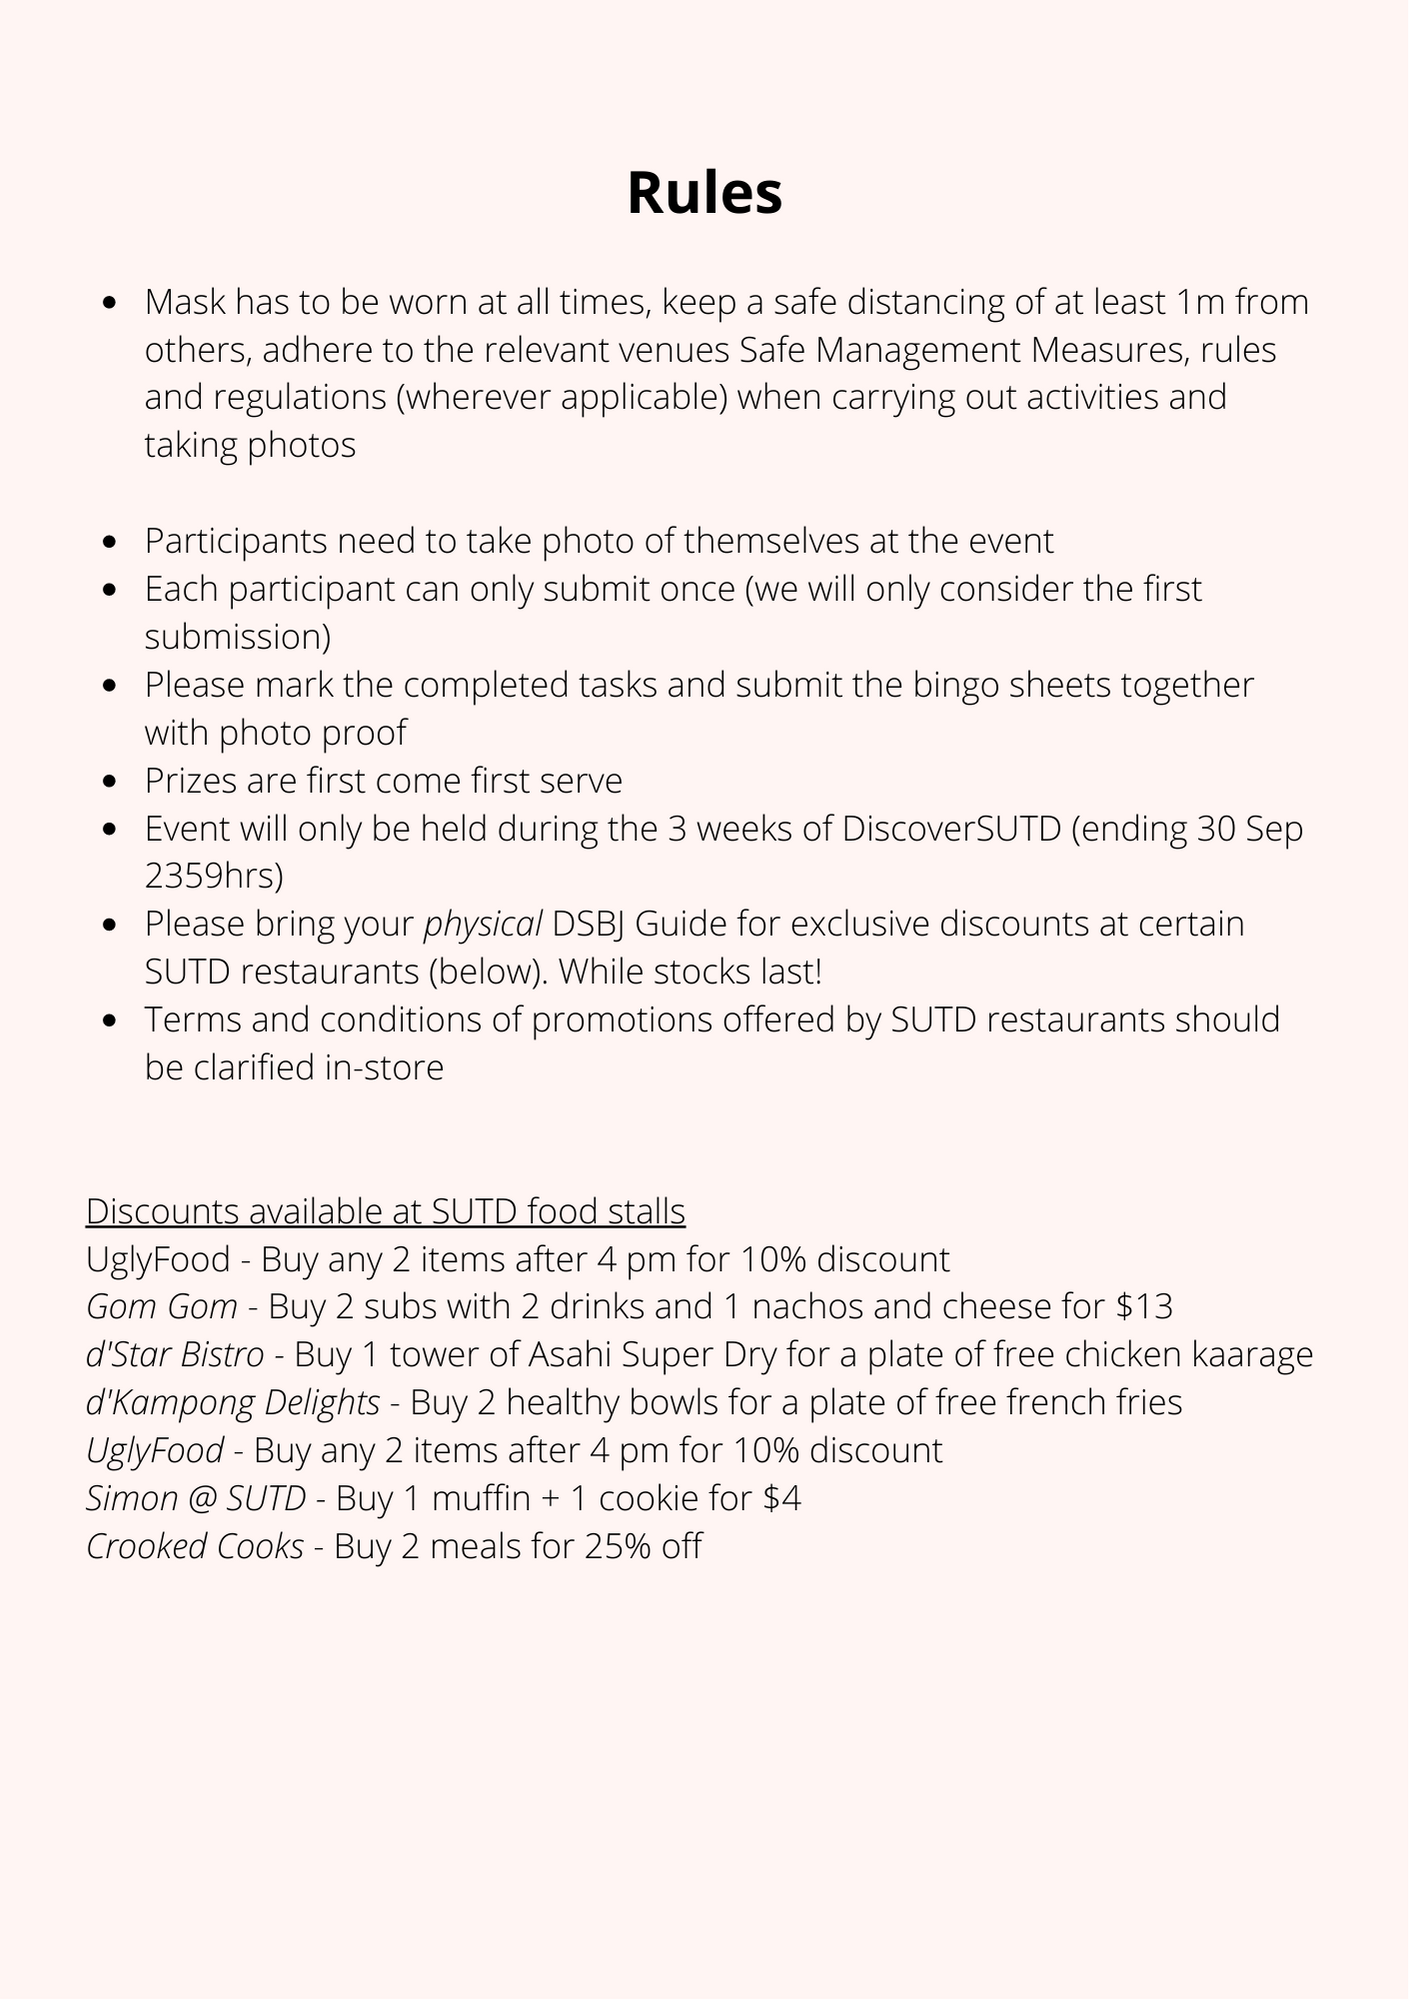 Rules
• Mask has to be worn at all times, keep a safe distancing of at least 1m from
others, adhere to the relevant venues Safe Management Measures, rules
and regulations (wherever applicable) when carrying out activities and
taking photos
• Participants need to take photo of themselves at the event
• Each participant can only submit once (we will only consider the first
submission)
• Please mark the completed tasks and submit the bingo sheets together
with photo proof
• Prizes are first come first serve
• Event will only be held during the 3 weeks of DiscoverSUTD (ending 30 Sep
2359hrs)
• Please bring your physical DSBJ Guide for exclusive discounts at certain
SUTD restaurants (below). While stocks last!
• Terms and conditions of promotions offered by SUTD restaurants should
be clarified in-store
Discounts available at SUTD food stalls
UglyFood - Buy any 2 items after 4 pm for 10% discount
Gom Gom - Buy 2 subs with 2 drinks and 1 nachos and cheese for $13
d'Star Bistro - Buy 1 tower of Asahi Super Dry for a plate of free chicken kaarage
d'Kampong Delights - Buy 2 healthy bowls for a plate of free french fries
UglyFood - Buy any 2 items after 4 pm for 10% discount
Simon @ SUTD - Buy 1 muffin + 1 cookie for $4
Crooked Cooks - Buy 2 meals for 25% off